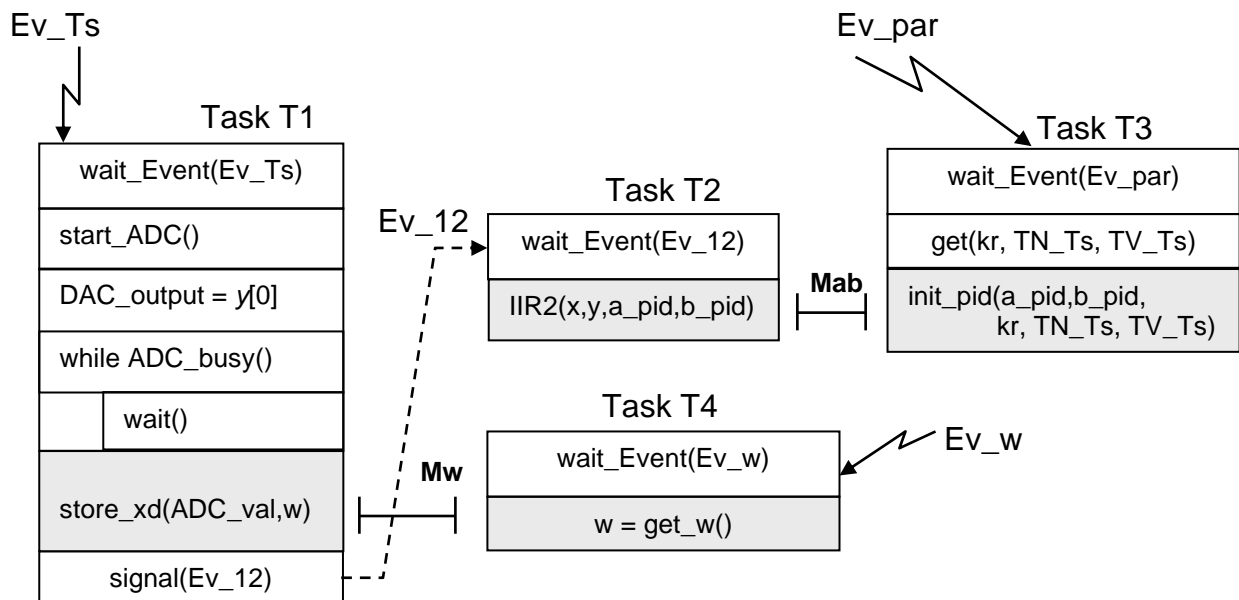 Ev_Ts
Ev_par
Task T1
wait_Event(Ev_Ts)
start_ADC()
DAC_output = y[0]
while ADC_busy()
wait()
store_xd(ADC_val,w)
signal(Ev_12)
Ev_12
Task T2
wait_Event(Ev_12)
IIR2(x,y,a_pid,b_pid)
Mab
Task T3
wait_Event(Ev_par)
get(kr, TN_Ts, TV_Ts)
init_pid(a_pid,b_pid,
kr, TN_Ts, TV_Ts)
Mw
Task T4
wait_Event(Ev_w)
w = get_w()
Ev_w